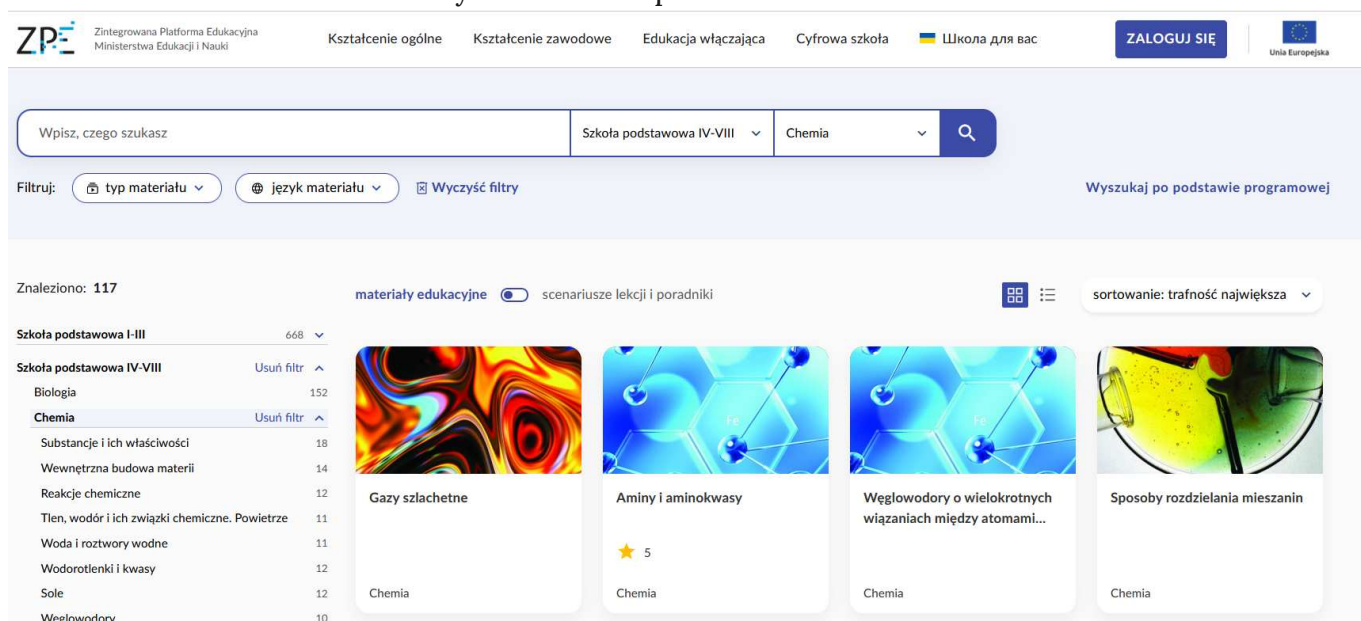 ZPE
Zintegrowana Platforma Edukacyjna
Ministerstwa Edukacji i Nauki
Kształcenie ogólne
Kształcenie zawodowe
Edukacja włączająca
Cyfrowa szkoła
Школа для вас
ZALOGUJ SIĘ
Unia Europejska
Wpisz, czego szukasz
Szkoła podstawowa IV-VIII
Chemia
Filtruj:
typ materiału
język materiału
Wyczyść filtry
Wyszukaj po podstawie programowej
Znaleziono: 117
materiały edukacyjne
scenariusze lekcji i poradniki
sortowanie: trafność największa
Szkoła podstawowa I-III 668
Szkoła podstawowa IV-VIII Usuń filtr
Biologia 152
Chemia Usuń filtr
Substancje i ich właściwości 18
Wewnętrzna budowa materii 14
Reakcje chemiczne 12
Tlen, wodór i ich związki chemiczne. Powietrze 11
Woda i roztwory wodne 11
Wodorotlenki i kwasy 12
Sole 12
Węglowodory 10
Gazy szlachetne
Chemia
Fe
Aminy i aminokwasy
5
Chemia
Fe
Węglowodory o wielokrotnych
wiązaniach między atomami...
Chemia
Sposoby rozdzielania mieszanin
Chemia